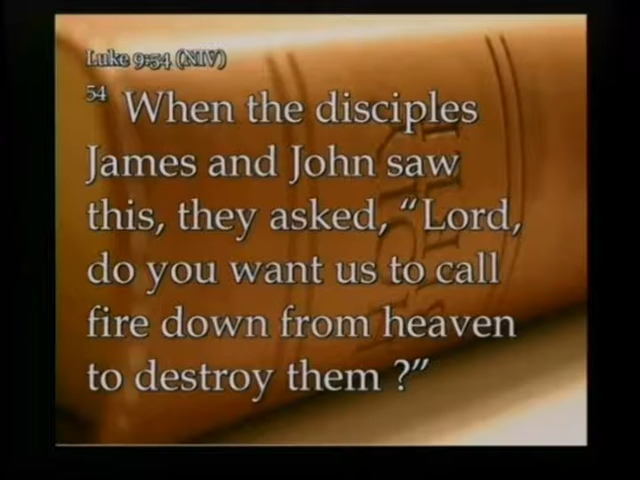 Luke 9:54 (NIV)
54 When the disciples
James and John saw
this, they asked, “Lord,
do you want us to call
fire down from heaven
to destroy them ?”